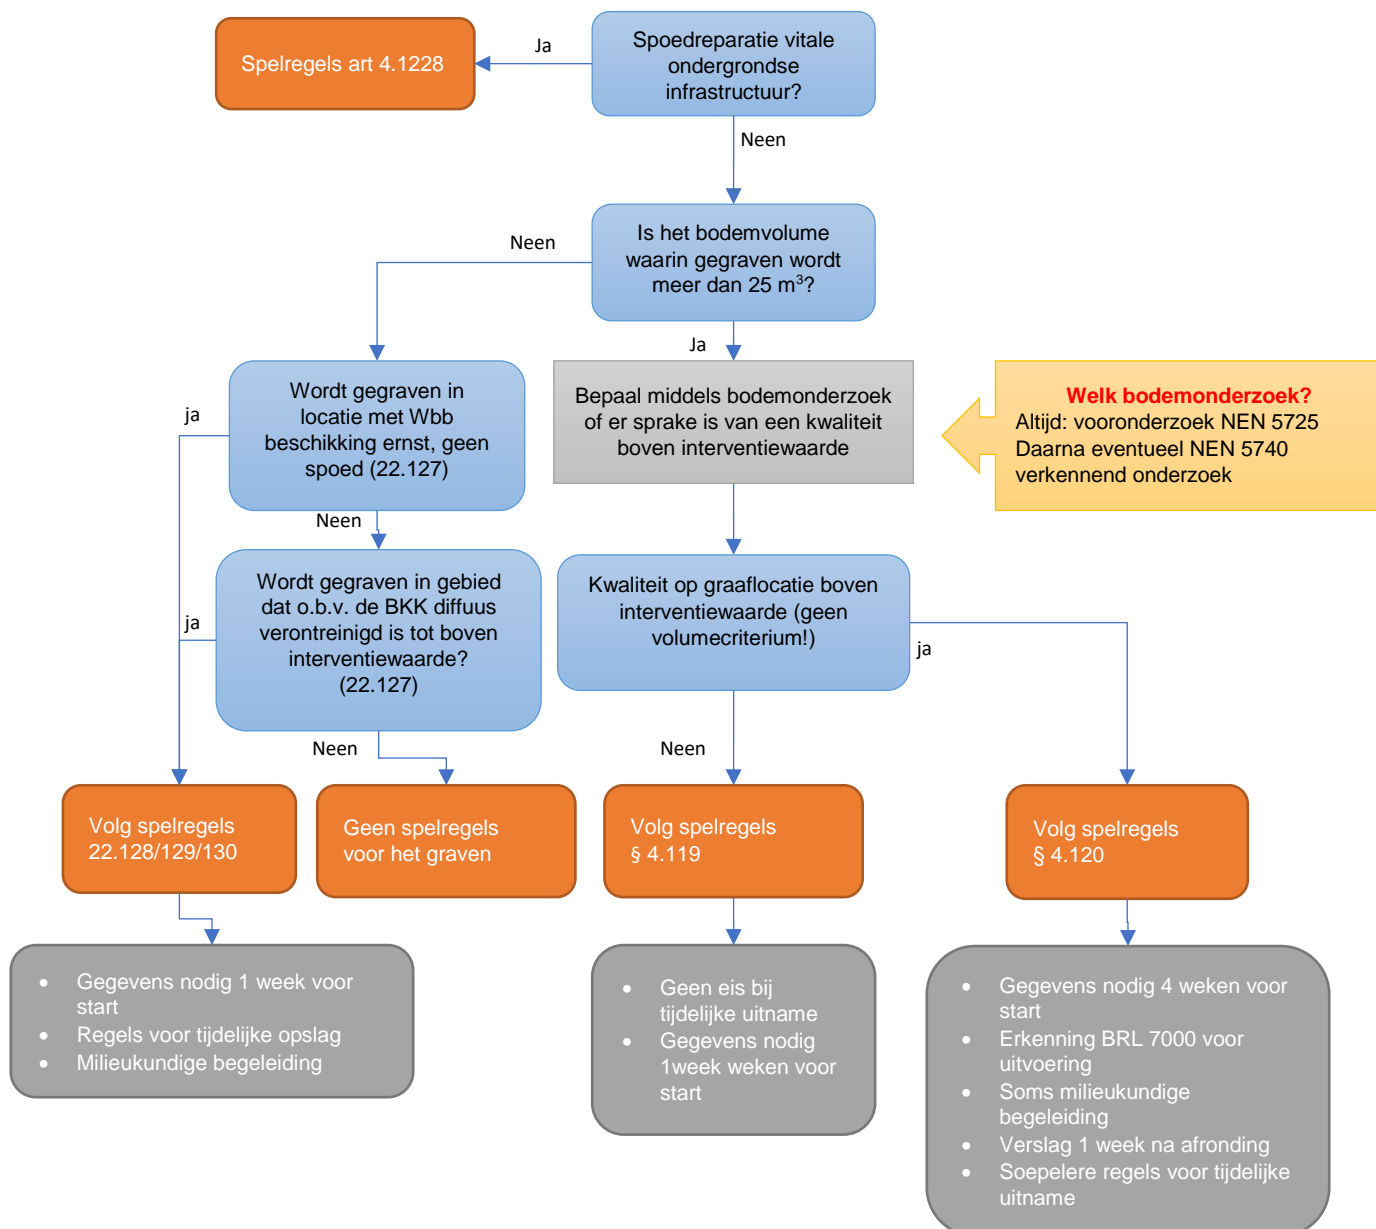 Spoedreparatie vitale
ondergrondse
infrastructuur?
Ja
Spelregels art 4.1228
Neen
Is het bodemvolume
waarin gegraven wordt
meer dan 25 m³?
Neen
Ja
Wordt gegraven in
locatie met Wbb
beschikking ernst, geen
spoed (22.127)
ja
Bepaal middels bodemonderzoek
of er sprake is van een kwaliteit
boven interventiewaarde
Welk bodemonderzoek?
Altijd: vooronderzoek NEN 5725
Daarna eventueel NEN 5740
verkennend onderzoek
Neen
Wordt gegraven in gebied
dat o.b.v. de BKK diffuus
verontreinigd is tot boven
interventiewaarde?
(22.127)
ja
Kwaliteit op graaflocatie boven
interventiewaarde (geen
volumecriterium!)
ja
Neen
Neen
Volg spelregels
22.128/129/130
Geen spelregels
voor het graven
Volg spelregels
§ 4.119
Volg spelregels
§ 4.120
• Gegevens nodig 1 week voor
start
• Regels voor tijdelijke opslag
• Milieukundige begeleiding
• Geen eis bij
tijdelijke uitname
• Gegevens nodig
1week weken voor
start
• Gegevens nodig 4 weken voor
start
• Erkenning BRL 7000 voor
uitvoering
• Soms milieukundige
begeleiding
• Verslag 1 week na afronding
• Soepelere regels voor tijdelijke
uitname